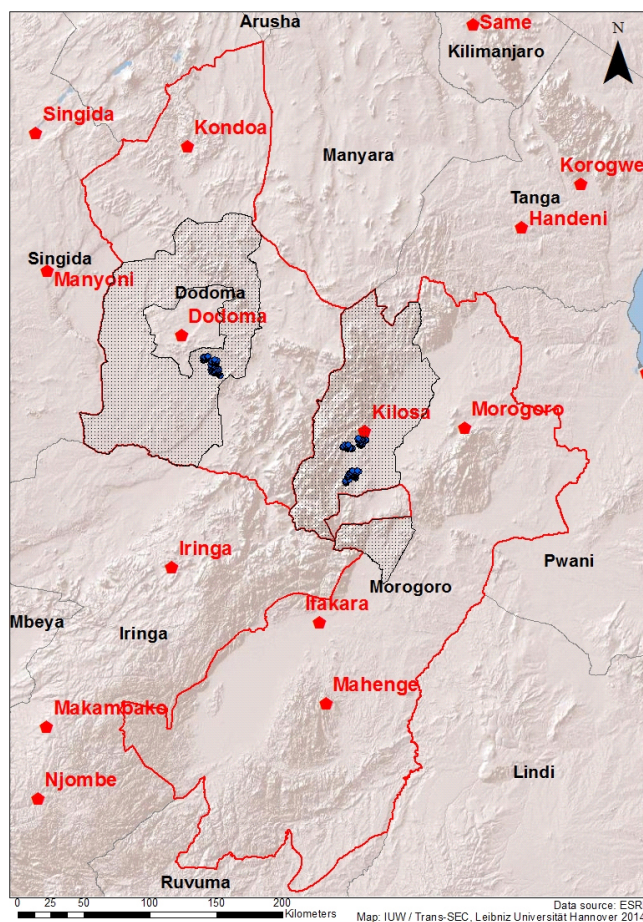 Arusha
Same
Kilimanjaro
N
Singida
Kondoa
Manyara
Korogwe
Tanga
Handeni
Singida
Manyoni
Dodoma
Dodoma
Kilosa
Morogoro
Iringa
Pwani
Morogoro
Ifakara
Mbeya
Iringa
Mahenge
Makambako
Lindi
Njombe
Ruvuma
0 25 50 100 150 200
Kilometers
Data source: ESR
Map: IUW / Trans-SEC, Leibniz Universität Hannover 2014